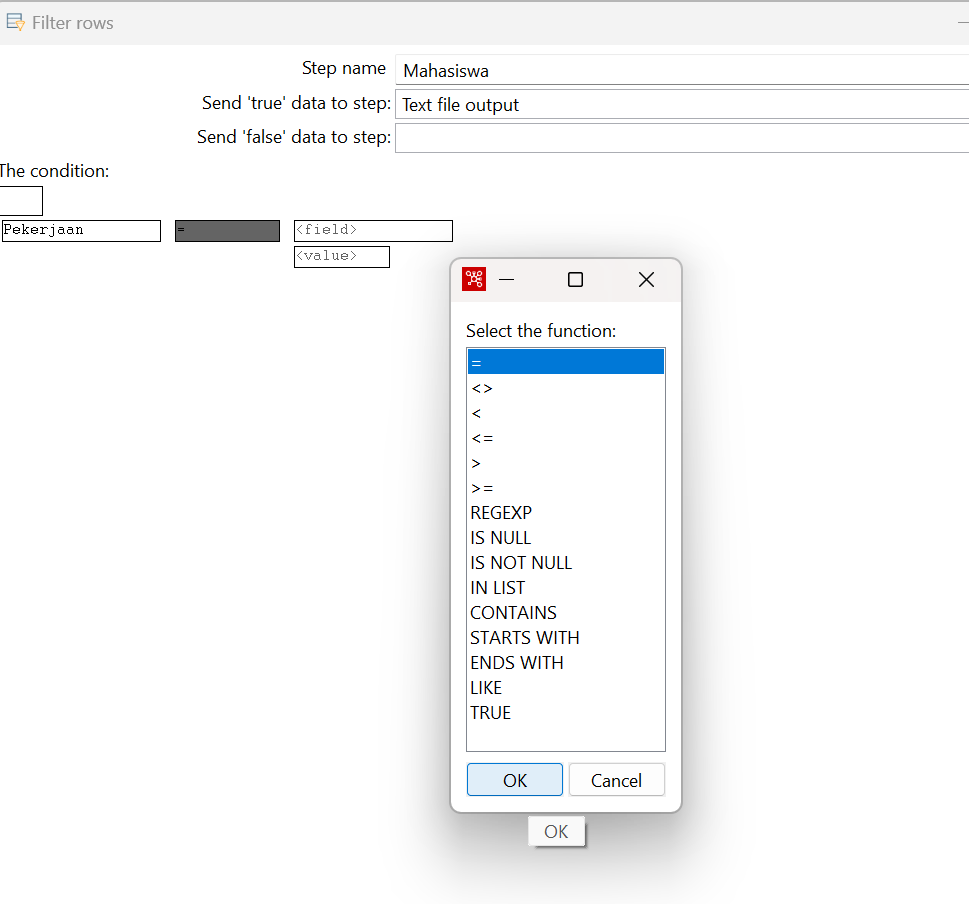 Filter rows
Step name Mahasiswa
Send 'true' data to step: Text file output
Send 'false' data to step:
The condition:
Pekerjaan = <field>
<value>
Select the function:
=
<>
<
<=
>
>=
REGEXP
IS NULL
IS NOT NULL
IN LIST
CONTAINS
STARTS WITH
ENDS WITH
LIKE
TRUE
OK Cancel
OK